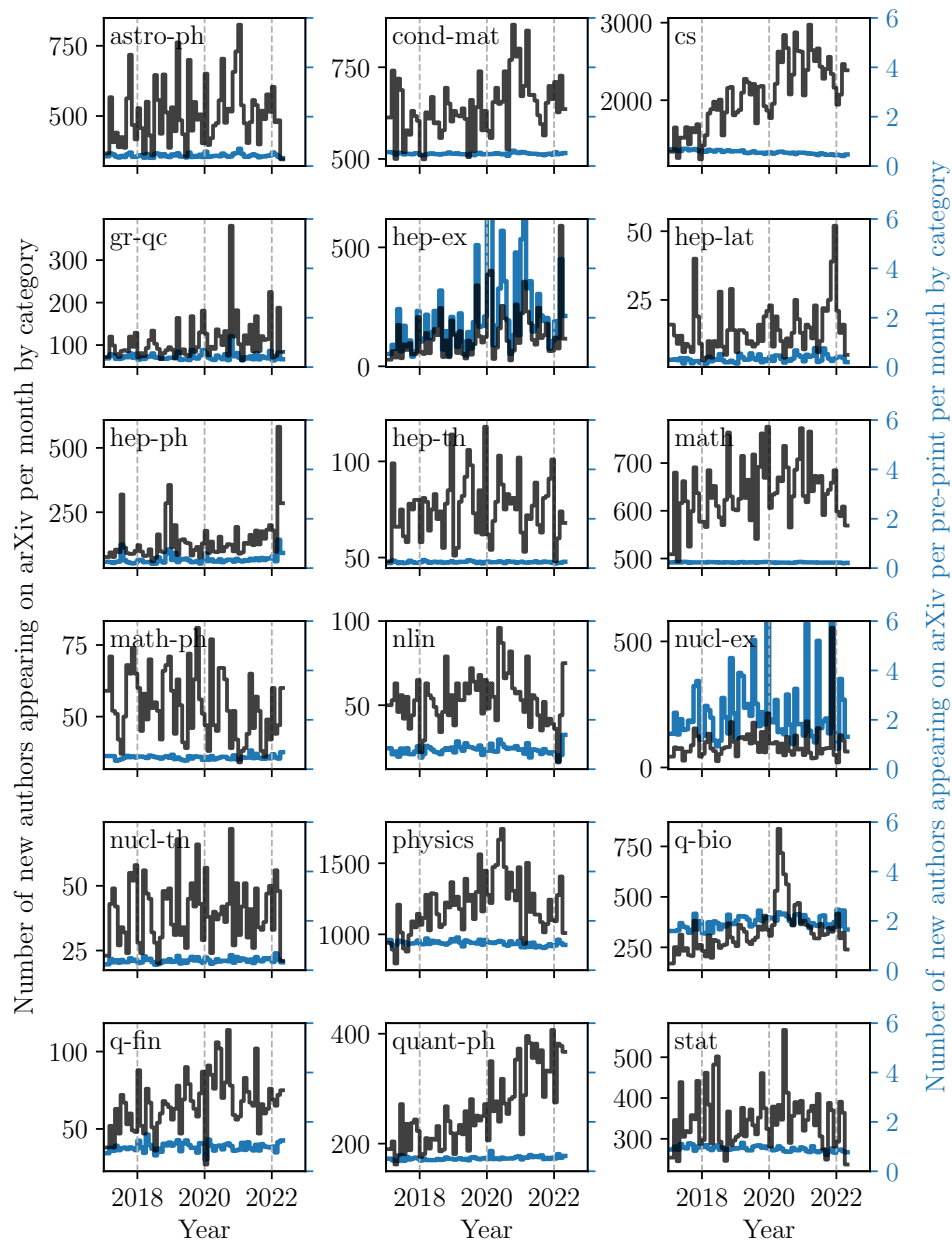 Number of new authors appearing on arXiv per month by category
Number of new authors appearing on arXiv per pre-print per month by category
astro-ph
750
500
cond-mat
750
500
cs
3000
2000
6
4
2
0
gr-qc
300
200
100
hep-ex
500
0
hep-lat
50
25
6
4
2
0
hep-ph
500
250
hep-th
100
50
math
700
600
500
6
4
2
0
math-ph
75
50
nlin
100
50
nucl-ex
500
0
6
4
2
0
nucl-th
50
25
physics
1500
1000
q-bio
750
500
250
6
4
2
0
q-fin
100
50
quant-ph
400
200
stat
500
400
300
6
4
2
0
2018 2020 2022
Year
2018 2020 2022
Year
2018 2020 2022
Year